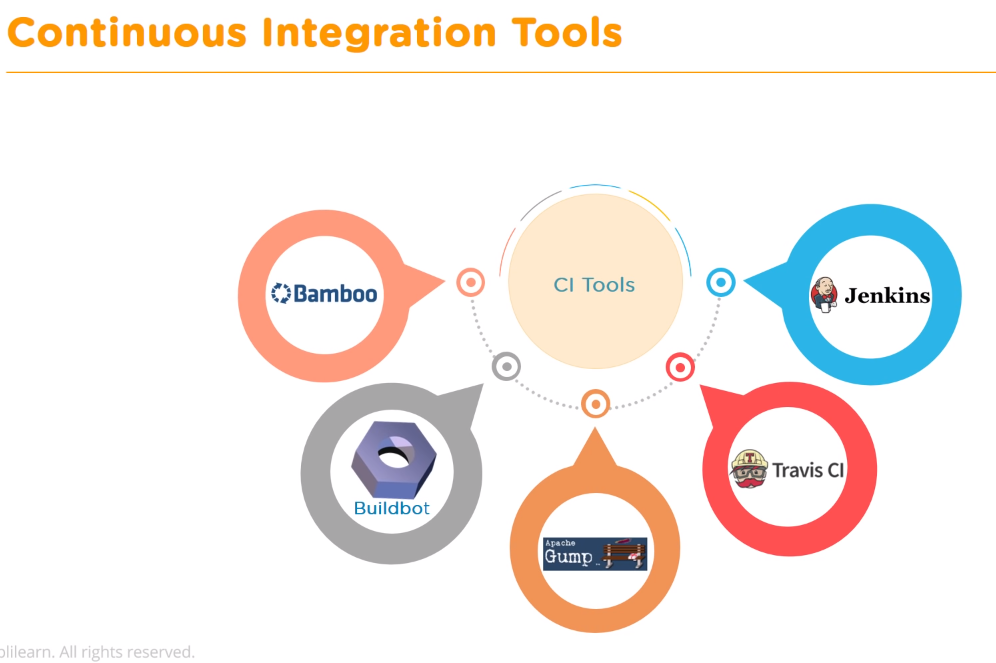 Continuous Integration Tools
CI Tools
Bamboo
Jenkins
Buildbot
Travis CI
T
Apache
Gump
plilearn. All rights reserved.